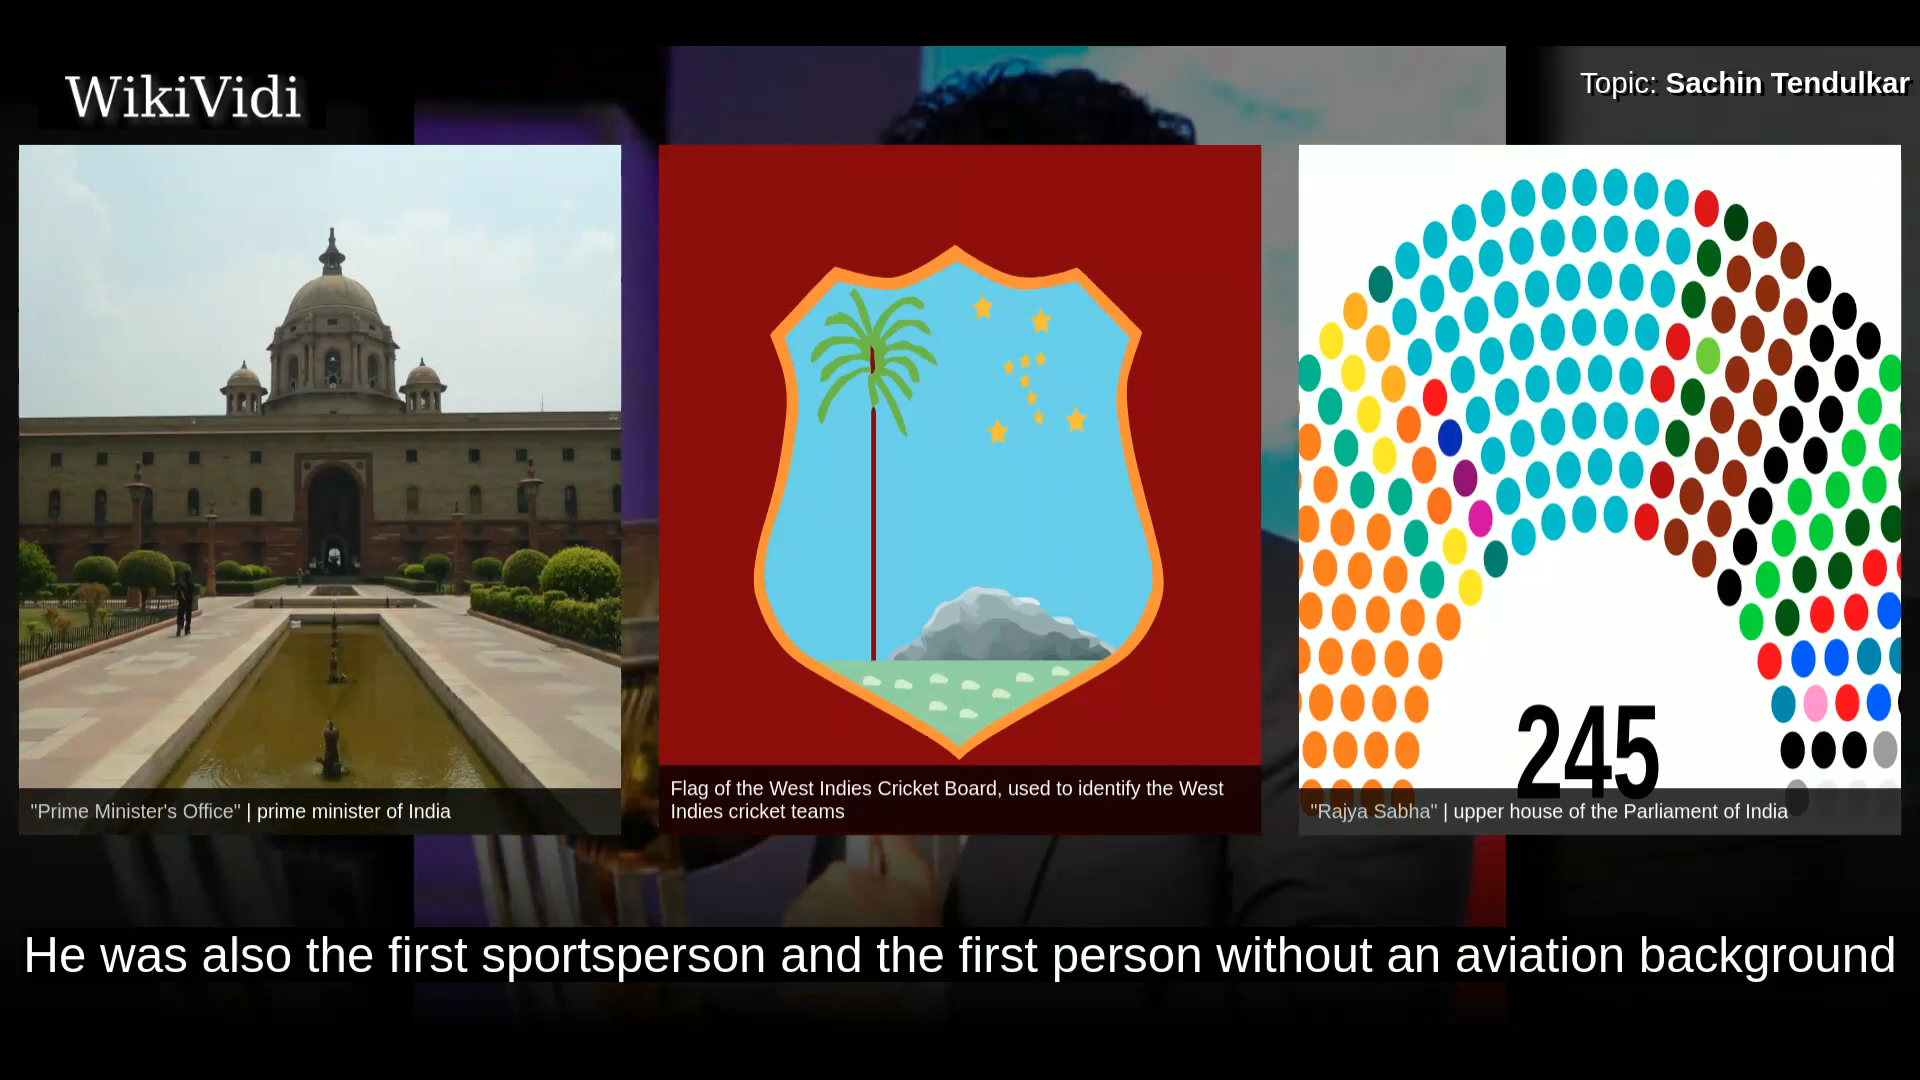 WikiVidi
Topic: Sachin Tendulkar
"Prime Minister's Office" | prime minister of India
Flag of the West Indies Cricket Board, used to identify the West
Indies cricket teams
245
"Rajya Sabha" | upper house of the Parliament of India
He was also the first sportsperson and the first person without an aviation background